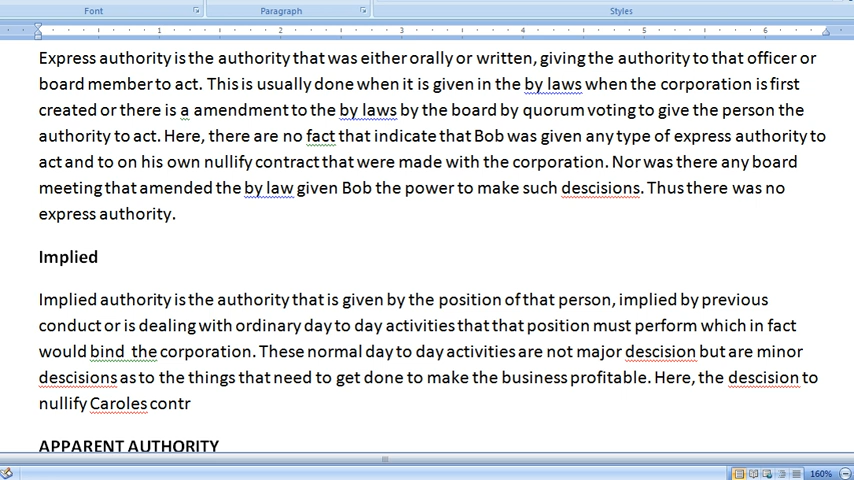 Font Paragraph Styles
1 2 3 4 5 6
Express authority is the authority that was either orally or written, giving the authority to that officer or
board member to act. This is usually done when it is given in the by laws when the corporation is first
created or there is a amendment to the by laws by the board by quorum voting to give the person the
authority to act. Here, there are no fact that indicate that Bob was given any type of express authority to
act and to on his own nullify contract that were made with the corporation. Nor was there any board
meeting that amended the by law given Bob the power to make such descisions. Thus there was no
express authority.
Implied
Implied authority is the authority that is given by the position of that person, implied by previous
conduct or is dealing with ordinary day to day activities that that position must perform which in fact
would bind the corporation. These normal day to day activities are not major descision but are minor
descisions as to the things that need to get done to make the business profitable. Here, the descision to
nullify Caroles contr
APPARENT AUTHORITY
160%